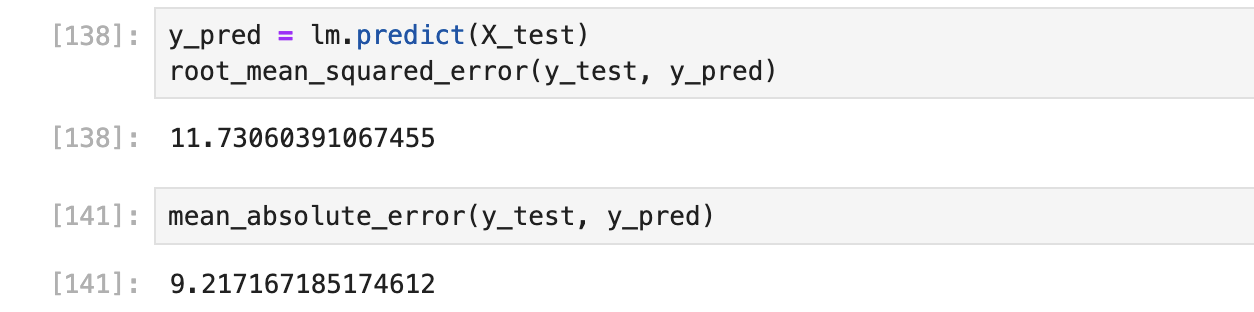 [138]: y_pred = lm.predict(X_test)
root_mean_squared_error(y_test, y_pred)
[138]: 11.73060391067455
[141]: mean_absolute_error(y_test, y_pred)
[141]: 9.217167185174612